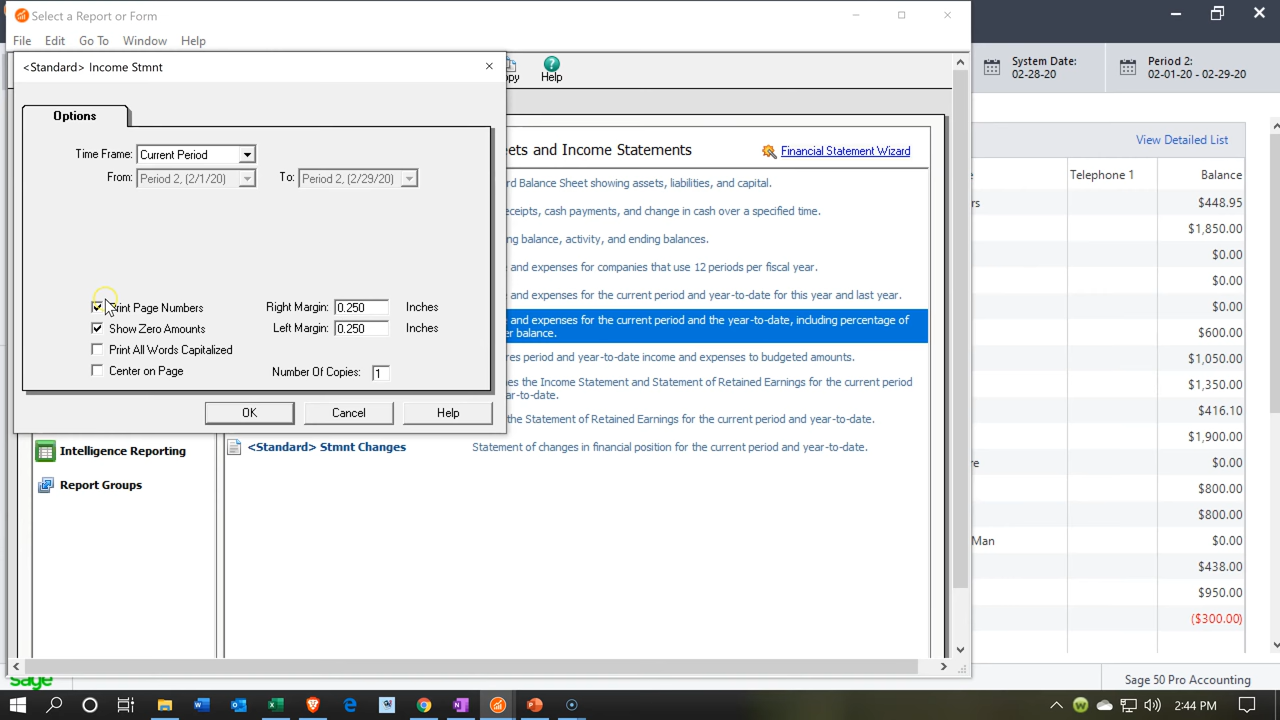 Select a Report or Form
File Edit Go To Window Help
<Standard> Income Stmnt
Help
System Date:
02-28-20
Period 2:
02-01-20 - 02-29-20
Options
Time Frame: Current Period
From: Period 2, (2/1/20) To: Period 2, (2/29/20)
Print Page Numbers Right Margin: 0.250 Inches
Show Zero Amounts Left Margin: 0.250 Inches
Print All Words Capitalized
Center on Page Number Of Copies: 1
OK Cancel Help
ets and Income Statements Financial Statement Wizard
rd Balance Sheet showing assets, liabilities, and capital.
eceipts, cash payments, and change in cash over a specified time.
ng balance, activity, and ending balances.
e and expenses for companies that use 12 periods per fiscal year.
e and expenses for the current period and year-to-date for this year and last year.
e and expenses for the current period and the year-to-date, including percentage of
er balance.
res period and year-to-date income and expenses to budgeted amounts.
es the Income Statement and Statement of Retained Earnings for the current period
ar-to-date.
the Statement of Retained Earnings for the current period and year-to-date.
<Standard> Stmnt Changes Statement of changes in financial position for the current period and year-to-date.
Intelligence Reporting
Report Groups
View Detailed List
Telephone 1 Balance
rs $448.95
$1,850.00
$0.00
$0.00
$0.00
$600.00
$1,050.00
$1,350.00
$416.10
$1,900.00
re $0.00
$800.00
$800.00
Man $0.00
$438.00
$950.00
($300.00)
sage
Sage 50 Pro Accounting
2:44 PM